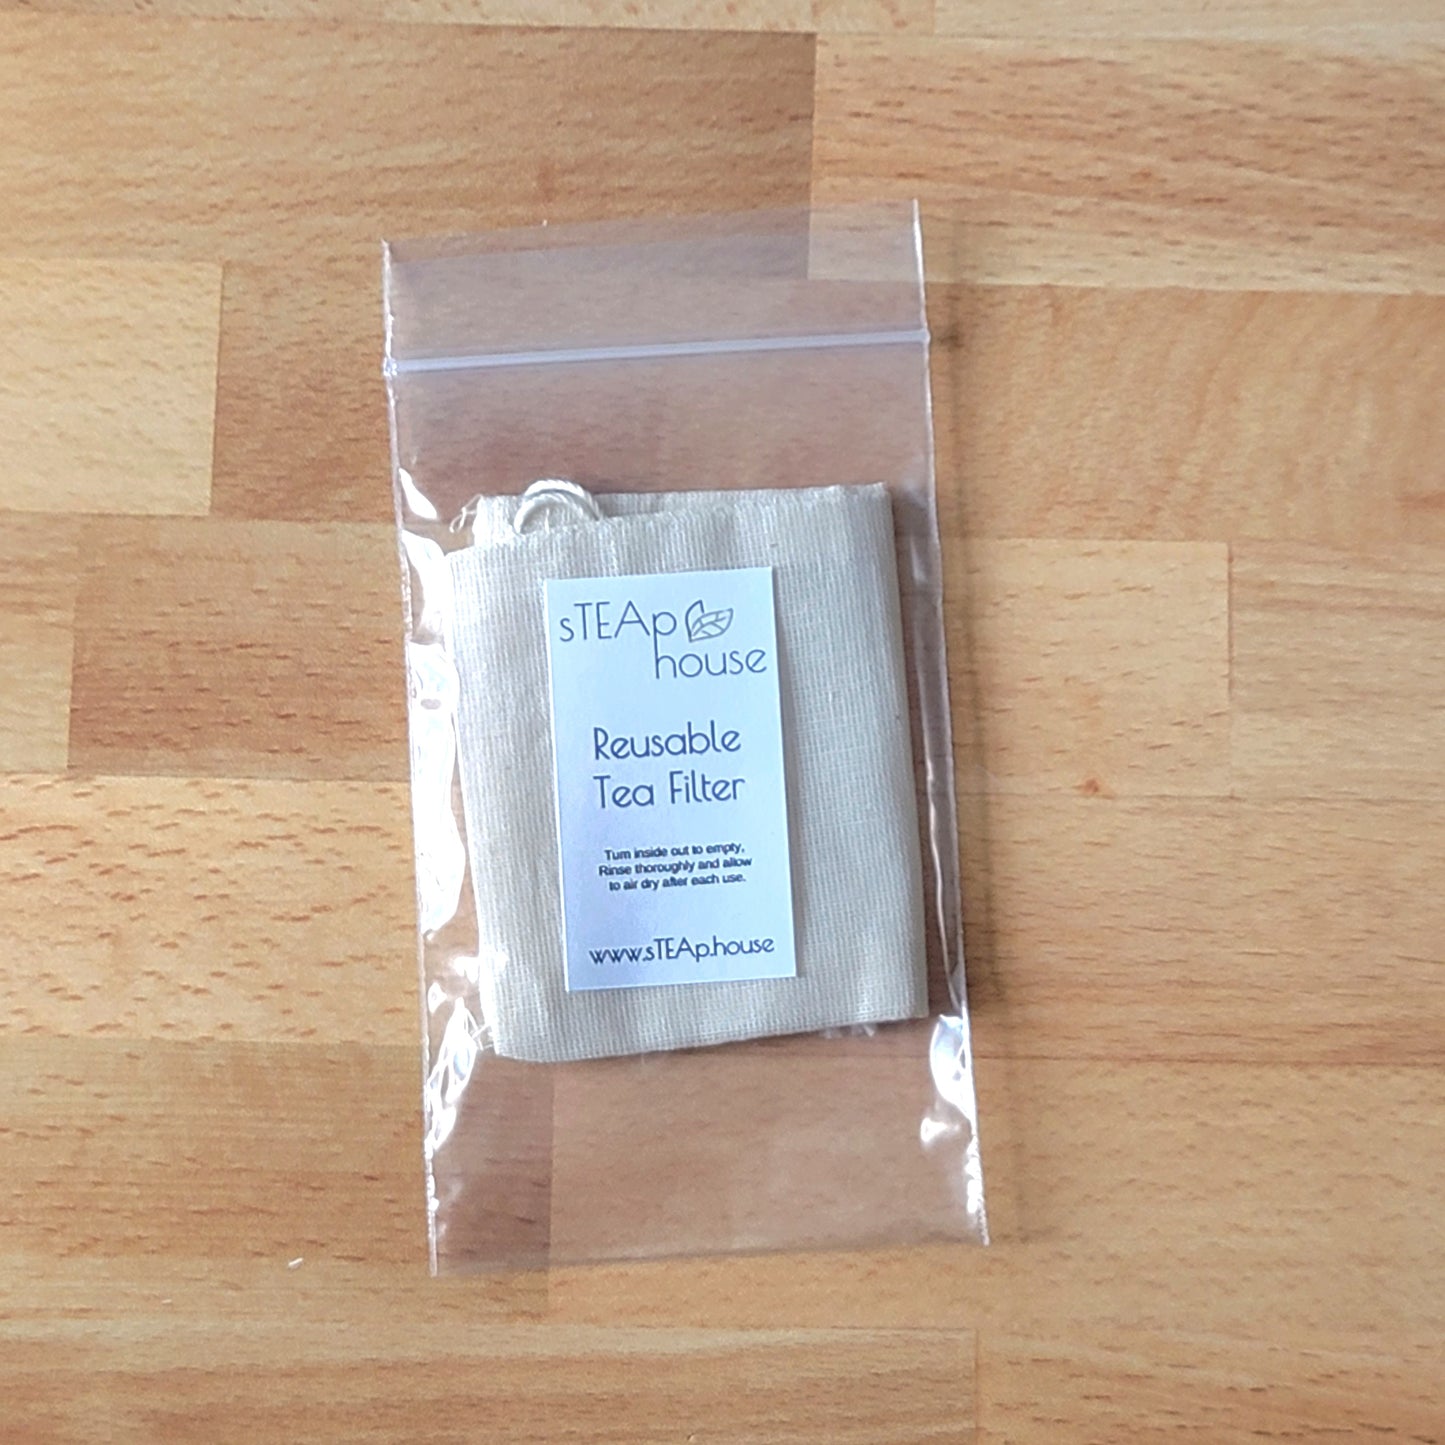 sTEAp
house
Reusable
Tea Filter
Turn inside out to empty,
Rinse thoroughly and allow
to air dry after each use.
www.sTEAp.house